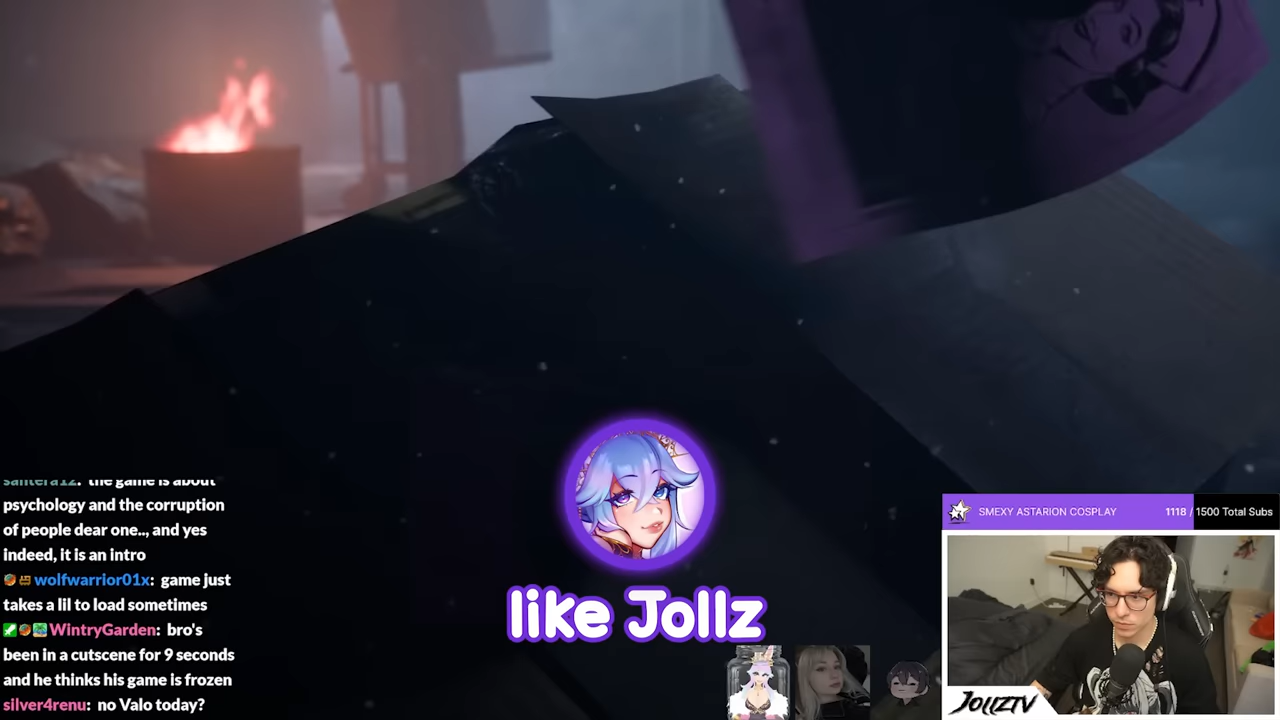 santera12: the game is about
psychology and the corruption
of people dear one.., and yes
indeed, it is an intro
wolfwarrior01x: game just
takes a lil to load sometimes
WintryGarden: bro's
been in a cutscene for 9 seconds
and he thinks his game is frozen
silver4renu: no Valo today?
like Jollz
SMEXY ASTARION COSPLAY 1118 / 1500 Total Subs
JOLLZTV